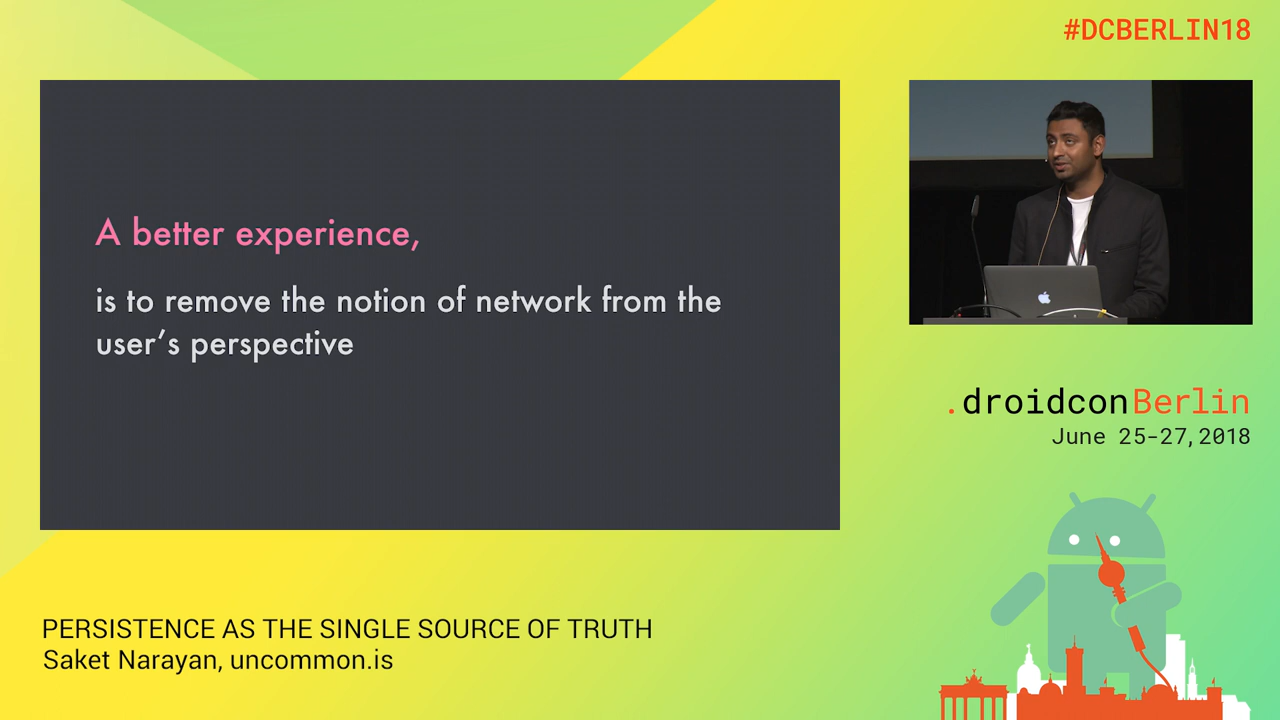 #DCBERLIN18
A better experience,
is to remove the notion of network from the
user’s perspective
.droidconBerlin
June 25-27, 2018
PERSISTENCE AS THE SINGLE SOURCE OF TRUTH
Saket Narayan, uncommon.is